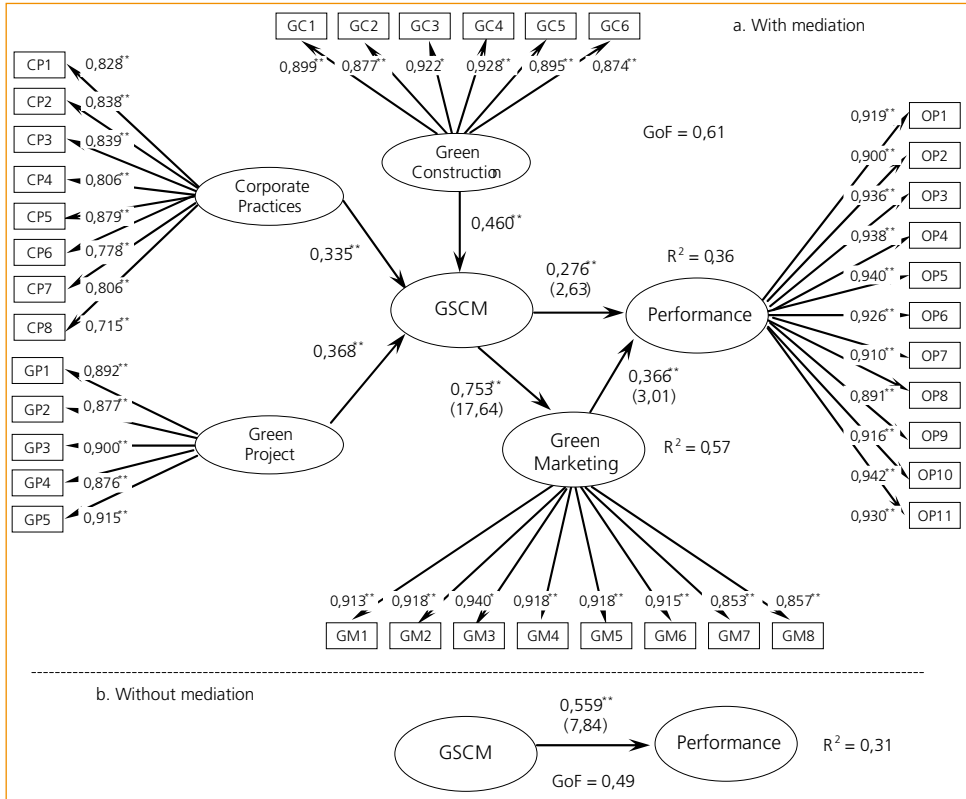 GC1 GC2 GC3 GC4 GC5 GC6
a. With mediation
0,899** 0,877** 0,922* 0,928** 0,895** 0,874**
CP1 0,828**
CP2 0,838**
CP3 0,839**
CP4 0,806**
CP5 0,879**
CP6 0,778**
CP7 0,806**
CP8 0,715**
Corporate
Practices
Green
Construction
GoF = 0,61
0,335**
0,460**
GSCM
0,276**
(2,63)
R² = 0,36
Performance
0,919** OP1
0,900** OP2
0,936** OP3
0,938** OP4
0,940** OP5
0,926** OP6
0,910** OP7
0,891** OP8
0,916** OP9
0,942** OP10
0,930** OP11
GP1 0,892**
GP2 0,877**
GP3 0,900**
GP4 0,876**
GP5 0,915**
Green
Project
0,368**
0,753**
(17,64)
0,366**
(3,01)
Green
Marketing
R² = 0,57
0,913** 0,918** 0,940* 0,918** 0,918** 0,915** 0,853** 0,857**
GM1 GM2 GM3 GM4 GM5 GM6 GM7 GM8
b. Without mediation
GSCM
0,559**
(7,84)
GoF = 0,49
Performance
R² = 0,31